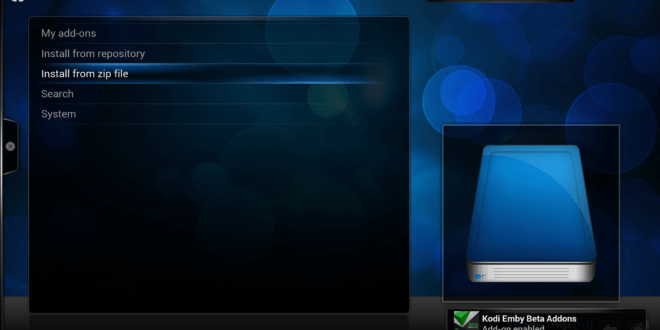 My add-ons
Install from repository
Install from zip file
Search
System
Kodi Emby Beta Addons
Add-on enabled